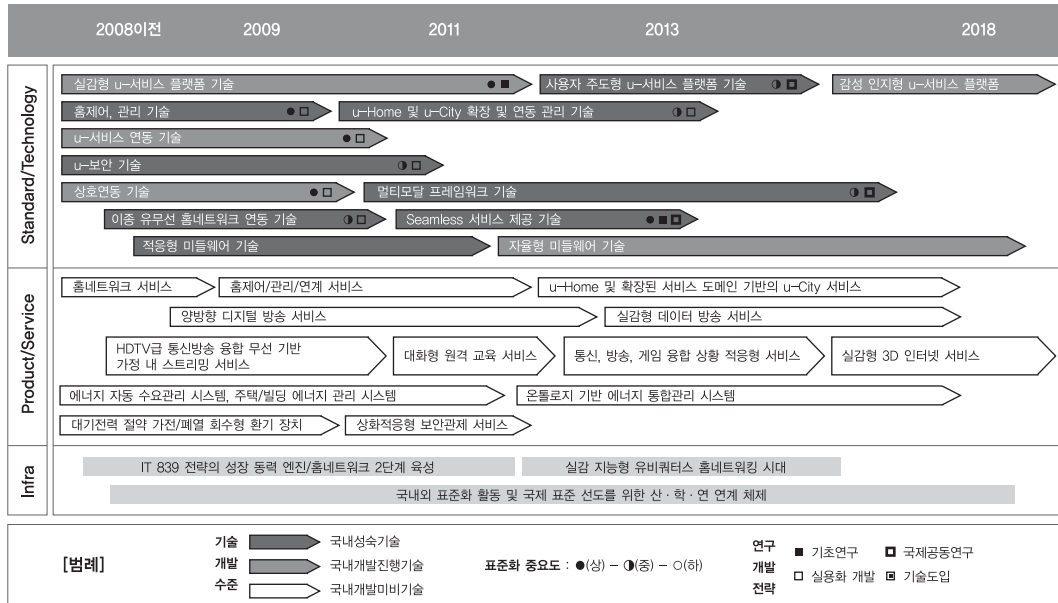 2008이전 2009 2011 2013 2018
Standard/Technology
실감형 u-서비스 플랫폼 기술 ●■ 사용자 주도형 u-서비스 플랫폼 기술 감성 인지형 u-서비스 플랫폼
홈제어, 관리 기술 ●□ u-Home 및 u-City 확장 및 연동 관리 기술 ◑□
u-서비스 연동 기술 ●□
u-보안 기술 ◑□
상호연동 기술 ●□ 멀티모달 프레임워크 기술 ◑
이종 유무선 홈네트워크 연동 기술 ◑□ Seamless 서비스 제공 기술 ●■
적응형 미들웨어 기술 자율형 미들웨어 기술
Product/Service
홈네트워크 서비스 홈제어/관리/연계 서비스 u-Home 및 확장된 서비스 도메인 기반의 u-City 서비스
양방향 디지털 방송 서비스 실감형 데이터 방송 서비스
HDTV급 통신방송 융합 무선 기반
가정 내 스트리밍 서비스
대화형 원격 교육 서비스 통신, 방송, 게임 융합 상황 적응형 서비스 실감형 3D 인터넷 서비스
에너지 자동 수요관리 시스템, 주택/빌딩 에너지 관리 시스템 온톨로지 기반 에너지 통합관리 시스템
대기전력 절약 가전/폐열 회수형 환기 장치 상화적응형 보안관제 서비스
Infra
IT 839 전략의 성장 동력 엔진/홈네트워크 2단계 육성 실감 지능형 유비쿼터스 홈네트워킹 시대
국내외 표준화 활동 및 국제 표준 선도를 위한 산·학·연 연계 체제
[범례]
기술 국내성숙기술
개발 국내개발진행기술
수준 국내개발미비기술
표준화 중요도 : ●(상) - ◑(중) - ○(하)
연구
개발
전략
■ 기초연구 국제공동연구
□ 실용화 개발 ▣ 기술도입